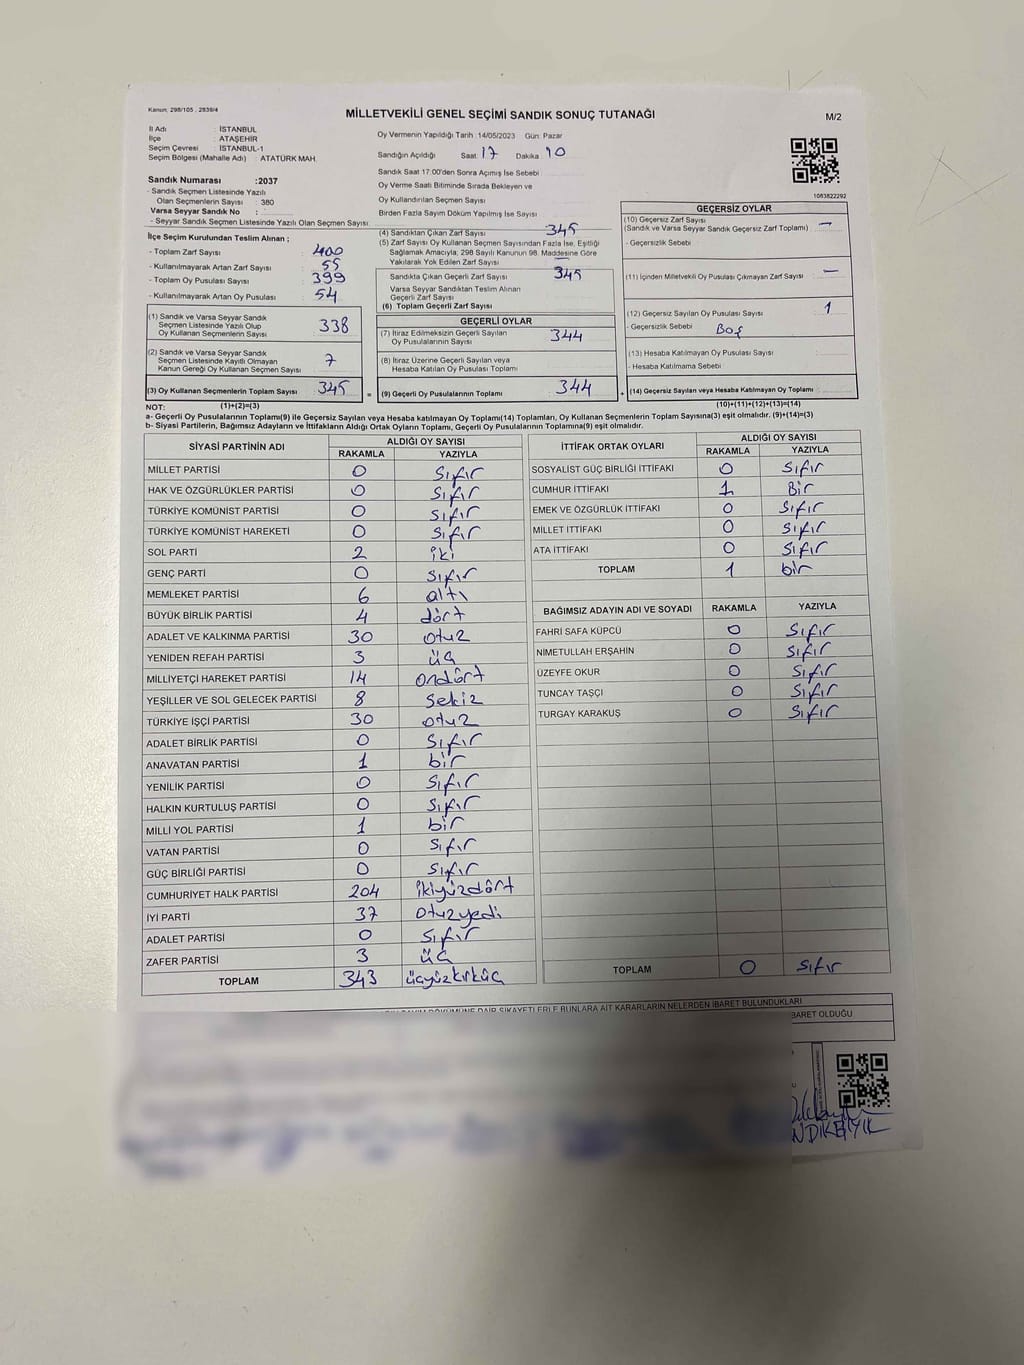 Kanun: 298/105 , 2839/4
MİLLETVEKİLİ GENEL SEÇİMİ SANDIK SONUÇ TUTANAĞI
M/2
İl Adı : İSTANBUL
İlçe : ATAŞEHİR
Seçim Çevresi : İSTANBUL-1
Seçim Bölgesi (Mahalle Adı) : ATATÜRK MAH.
Oy Vermenin Yapıldığı Tarih :14/05/2023 Gün: Pazar
Sandığın Açıldığı Saat: 17 Dakika: 10
Sandık Saat 17:00'den Sonra Açımış İse Sebebi
Oy Verme Saati Bitiminde Sırada Bekleyen ve
Oy Kullandırılan Seçmen Sayısı
Birden Fazla Sayım Döküm Yapılmış İse Sayısı
1083822292
Sandık Numarası :2037
- Sandık Seçmen Listesinde Yazılı
Olan Seçmenlerin Sayısı : 380
Varsa Seyyar Sandık No :
- Seyyar Sandık Seçmen Listesinde Yazılı Olan Seçmen Sayısı:
İlçe Seçim Kurulundan Teslim Alınan ;
- Toplam Zarf Sayısı : 400
- Kullanılmayarak Artan Zarf Sayısı : 55
- Toplam Oy Pusulası Sayısı : 399
- Kullanılmayarak Artan Oy Pusulası : 54
(1) Sandık ve Varsa Seyyar Sandık
Seçmen Listesinde Yazılı Olup
Oy Kullanan Seçmenlerin Sayısı 338
(2) Sandık ve Varsa Seyyar Sandık
Seçmen Listesinde Kayıtlı Olmayan
Kanun Gereği Oy Kullanan Seçmen Sayısı 7
(3) Oy Kullanan Seçmenlerin Toplam Sayısı 345
(4) Sandıktan Çıkan Zarf Sayısı 345
(5) Zarf Sayısı Oy Kullanan Seçmen Sayısından Fazla İse, Eşitliği
Sağlamak Amacıyla, 298 Sayılı Kanunun 98. Maddesine Göre
Yakılarak Yok Edilen Zarf Sayısı
Sandıkta Çıkan Geçerli Zarf Sayısı 345
Varsa Seyyar Sandıktan Teslim Alınan
Geçerli Zarf Sayısı
(6) Toplam Geçerli Zarf Sayısı
GEÇERLİ OYLAR
(7) İtiraz Edilmeksizin Geçerli Sayılan
Oy Pusulalarının Sayısı 344
(8) İtiraz Üzerine Geçerli Sayılan veya
Hesaba Katılan Oy Pusulası Toplamı
= (9) Geçerli Oy Pusulalarının Toplamı 344
GEÇERSİZ OYLAR
(10) Geçersiz Zarf Sayısı
(Sandık ve Varsa Seyyar Sandık Geçersiz Zarf Toplamı) : —
- Geçersizlik Sebebi
(11) İçinden Milletvekili Oy Pusulası Çıkmayan Zarf Sayısı : —
(12) Geçersiz Sayılan Oy Pusulası Sayısı : 1
- Geçersizlik Sebebi : Boş
(13) Hesaba Katılmayan Oy Pusulası Sayısı :
- Hesaba Katılmama Sebebi :
+ (14) Geçersiz Sayılan veya Hesaba Katılmayan Oy Toplamı :
NOT: (1)+(2)=(3) (10)+(11)+(12)+(13)=(14)
a- Geçerli Oy Pusulalarının Toplamı(9) ile Geçersiz Sayılan veya Hesaba katılmayan Oy Toplamı(14) Toplamları, Oy Kullanan Seçmenlerin Toplam Sayısına(3) eşit olmalıdır. (9)+(14)=(3)
b- Siyasi Partilerin, Bağımsız Adayların ve İttifakların Aldığı Ortak Oyların Toplamı, Geçerli Oy Pusulalarının Toplamına(9) eşit olmalıdır.
SİYASİ PARTİNİN ADI ALDIĞI OY SAYISI
RAKAMLA YAZIYLA
MİLLET PARTİSİ 0 Sıfır
HAK VE ÖZGÜRLÜKLER PARTİSİ 0 Sıfır
TÜRKİYE KOMÜNİST PARTİSİ 0 Sıfır
TÜRKİYE KOMÜNİST HAREKETİ 0 Sıfır
SOL PARTİ 2 iki
GENÇ PARTİ 0 Sıfır
MEMLEKET PARTİSİ 6 altı
BÜYÜK BİRLİK PARTİSİ 4 dört
ADALET VE KALKINMA PARTİSİ 30 otuz
YENİDEN REFAH PARTİSİ 3 üç
MİLLİYETÇİ HAREKET PARTİSİ 14 ondört
YEŞİLLER VE SOL GELECEK PARTİSİ 8 sekiz
TÜRKİYE İŞÇİ PARTİSİ 30 otuz
ADALET BİRLİK PARTİSİ 0 Sıfır
ANAVATAN PARTİSİ 1 bir
YENİLİK PARTİSİ 0 Sıfır
HALKIN KURTULUŞ PARTİSİ 0 Sıfır
MİLLİ YOL PARTİSİ 1 bir
VATAN PARTİSİ 0 Sıfır
GÜÇ BİRLİĞİ PARTİSİ 0 Sıfır
CUMHURİYET HALK PARTİSİ 204 ikiyüzdört
İYİ PARTİ 37 otuzyedi
ADALET PARTİSİ 0 Sıfır
ZAFER PARTİSİ 3 üç
TOPLAM 343 üçyüzkırküç
İTTİFAK ORTAK OYLARI ALDIĞI OY SAYISI
RAKAMLA YAZIYLA
SOSYALİST GÜÇ BİRLİĞİ İTTİFAKI 0 Sıfır
CUMHUR İTTİFAKI 1 Bir
EMEK VE ÖZGÜRLÜK İTTİFAKI 0 Sıfır
MİLLET İTTİFAKI 0 Sıfır
ATA İTTİFAKI 0 Sıfır
TOPLAM 1 bir
BAĞIMSIZ ADAYIN ADI VE SOYADI RAKAMLA YAZIYLA
FAHRİ SAFA KÜPCÜ 0 Sıfır
NİMETULLAH ERŞAHİN 0 Sıfır
ÜZEYFE OKUR 0 Sıfır
TUNCAY TAŞÇI 0 Sıfır
TURGAY KARAKUŞ 0 Sıfır
TOPLAM 0 Sıfır
DÖKÜMÜNE DAİR ŞİKAYETLERLE BUNLARA AİT KARARLARIN NELERDEN İBARET BULUNDUKLARI
BARET OLDUĞU